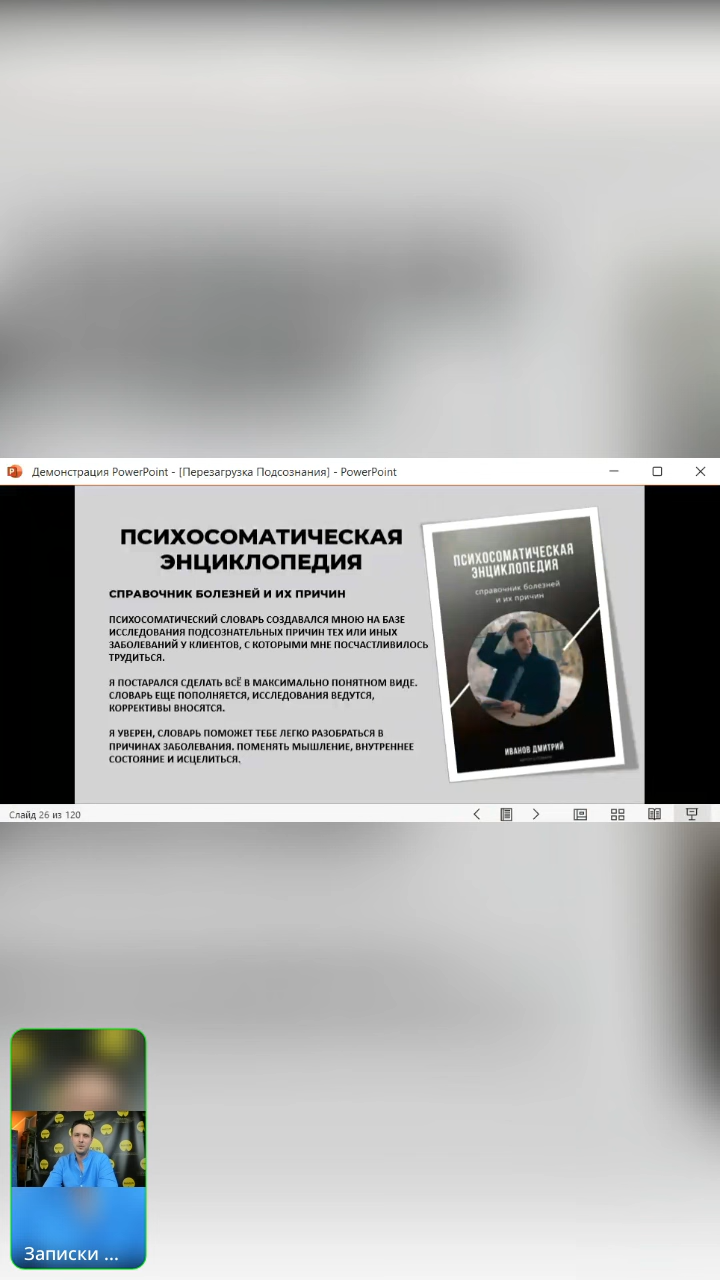 Демонстрация PowerPoint - [Перезагрузка Подсознания] - PowerPoint
ПСИХОСОМАТИЧЕСКАЯ
ЭНЦИКЛОПЕДИЯ
СПРАВОЧНИК БОЛЕЗНЕЙ И ИХ ПРИЧИН
ПСИХОСОМАТИЧЕСКИЙ СЛОВАРЬ СОЗДАВАЛСЯ МНОЮ НА БАЗЕ
ИССЛЕДОВАНИЯ ПОДСОЗНАТЕЛЬНЫХ ПРИЧИН ТЕХ ИЛИ ИНЫХ
ЗАБОЛЕВАНИЙ У КЛИЕНТОВ, С КОТОРЫМИ МНЕ ПОСЧАСТЛИВИЛОСЬ
ТРУДИТЬСЯ.
Я ПОСТАРАЛСЯ СДЕЛАТЬ ВСЁ В МАКСИМАЛЬНО ПОНЯТНОМ ВИДЕ.
СЛОВАРЬ ЕЩЕ ПОПОЛНЯЕТСЯ, ИССЛЕДОВАНИЯ ВЕДУТСЯ,
КОРРЕКТИВЫ ВНОСЯТСЯ.
Я УВЕРЕН, СЛОВАРЬ ПОМОЖЕТ ТЕБЕ ЛЕГКО РАЗОБРАТЬСЯ В
ПРИЧИНАХ ЗАБОЛЕВАНИЯ. ПОМЕНЯТЬ МЫШЛЕНИЕ, ВНУТРЕННЕЕ
СОСТОЯНИЕ И ИСЦЕЛИТЬСЯ.
ПСИХОСОМАТИЧЕСКАЯ
ЭНЦИКЛОПЕДИЯ
справочник болезней
и их причин
ИВАНОВ ДМИТРИЙ
Слайд 26 из 120
Записки ...